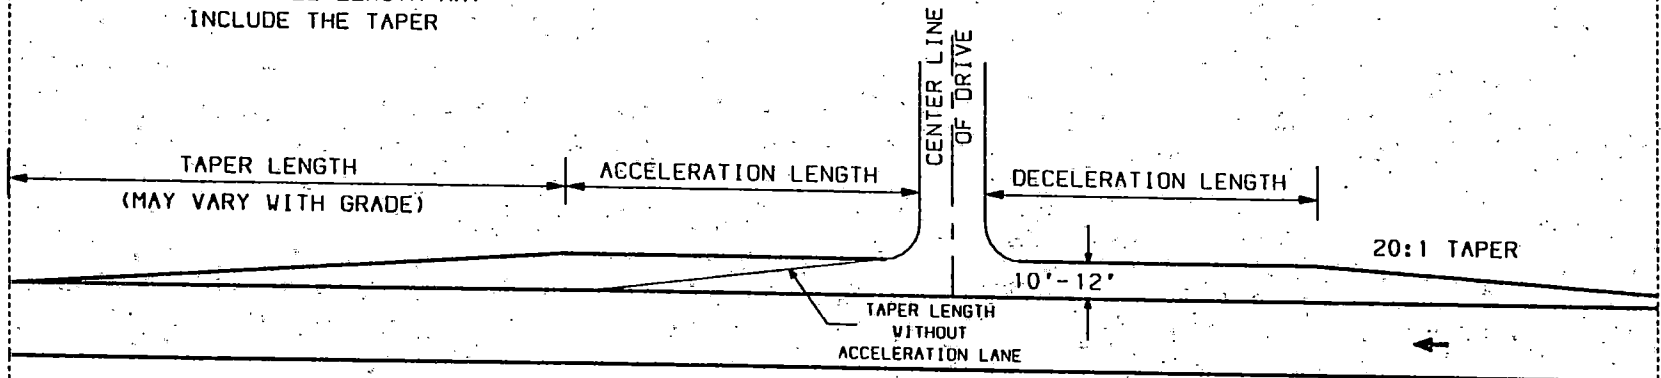 INCLUDE THE TAPER
CENTER LINE
OF DRIVE
TAPER LENGTH
(MAY VARY WITH GRADE)
ACCELERATION LENGTH
DECELERATION LENGTH
20:1 TAPER
10'-12'
TAPER LENGTH
WITHOUT
ACCELERATION LANE